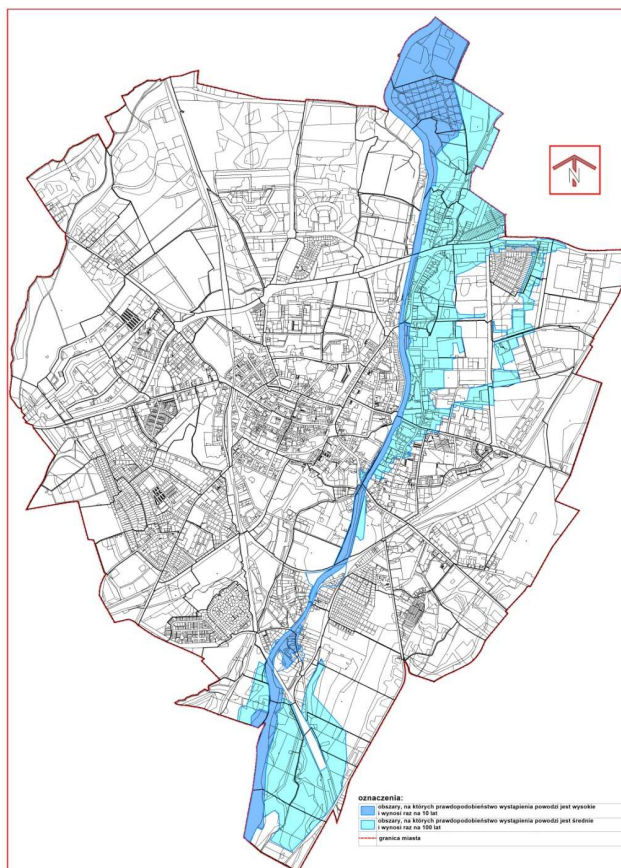 N
oznaczenia:
obszary, na których prawdopodobieństwo wystąpienia powodzi jest wysokie
i wynosi raz na 10 lat
obszary, na których prawdopodobieństwo wystąpienia powodzi jest średnie
i wynosi raz na 100 lat
granica miasta